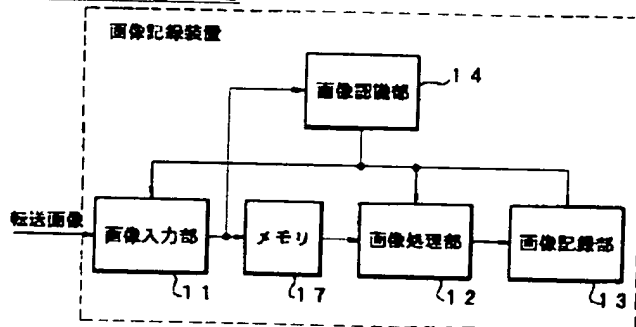 画像記録装置
画像認識部
14
転送画像
画像入力部
メモリ
画像処理部
画像記録部
11
17
12
13